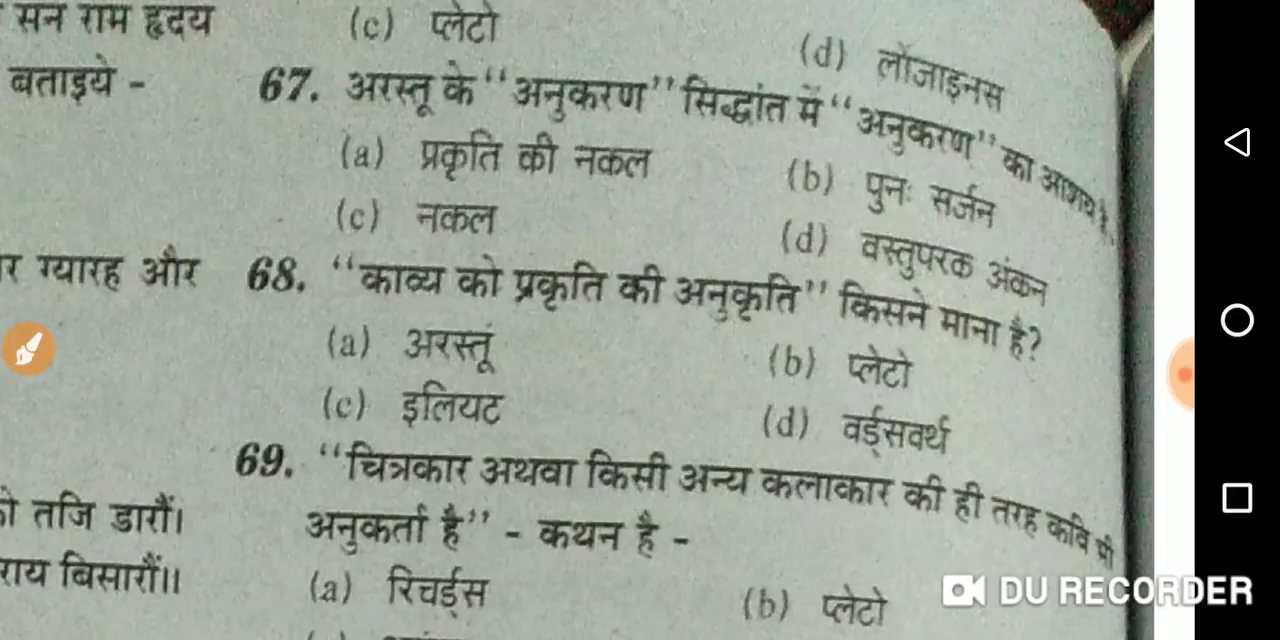 सन राम हृदय
बताइये -
र ग्यारह और
तजि डारौं।
राय बिसारौं।।
(c) प्लेटो
(d) लोंजाइनस
67. अरस्तू के "अनुकरण" सिद्धांत में "अनुकरण" का आशय है
(a) प्रकृति की नकल
(b) पुनः सर्जन
(c) नकल
(d) वस्तुपरक अंकन
68. "काव्य को प्रकृति की अनुकृति" किसने माना है?
(a) अरस्तूं
(b) प्लेटो
(c) इलियट
(d) वर्ड्सवर्थ
69. "चित्रकार अथवा किसी अन्य कलाकार की ही तरह कवि भी
अनुकर्ता है" - कथन है -
(a) रिचर्ड्स
(b) प्लेटो
DU RECORDER